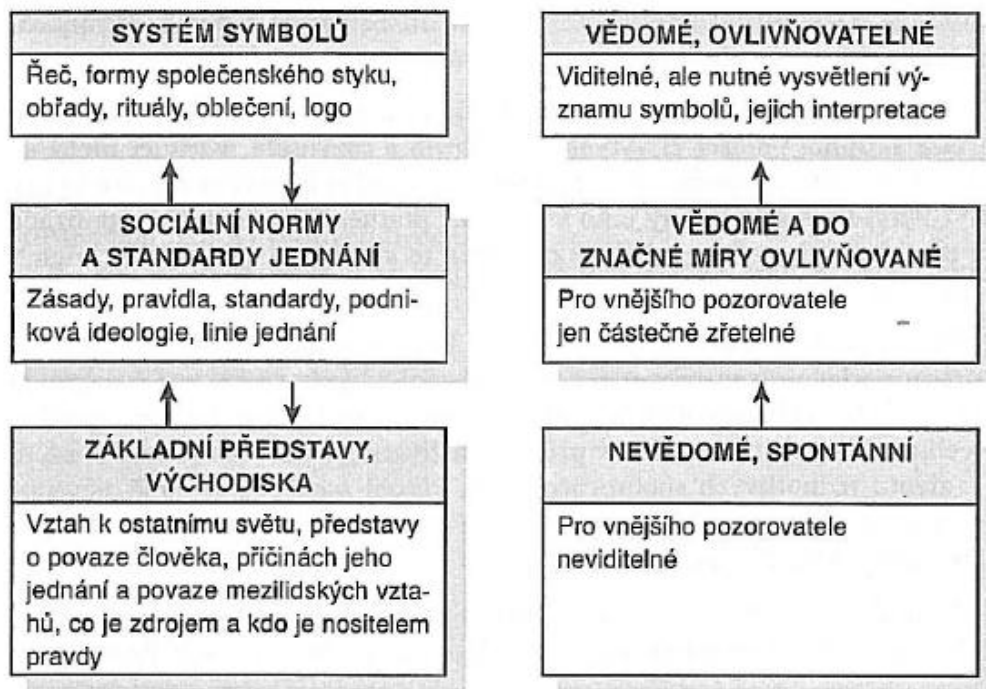 SYSTÉM SYMBOLŮ
Řeč, formy společenského styku,
obřady, rituály, oblečení, logo
VĚDOMÉ, OVLIVŇOVATELNÉ
Viditelné, ale nutné vysvětlení vý-
znamu symbolů, jejich interpretace
SOCIÁLNÍ NORMY
A STANDARDY JEDNÁNÍ
Zásady, pravidla, standardy, podni-
ková ideologie, linie jednání
VĚDOMÉ A DO
ZNAČNÉ MÍRY OVLIVŇOVANÉ
Pro vnějšího pozorovatele
jen částečně zřetelné
ZÁKLADNÍ PŘEDSTAVY,
VÝCHODISKA
Vztah k ostatnímu světu, představy
o povaze člověka, příčinách jeho
jednání a povaze mezilidských vzta-
hů, co je zdrojem a kdo je nositelem
pravdy
NEVĚDOMÉ, SPONTÁNNÍ
Pro vnějšího pozorovatele
neviditelné